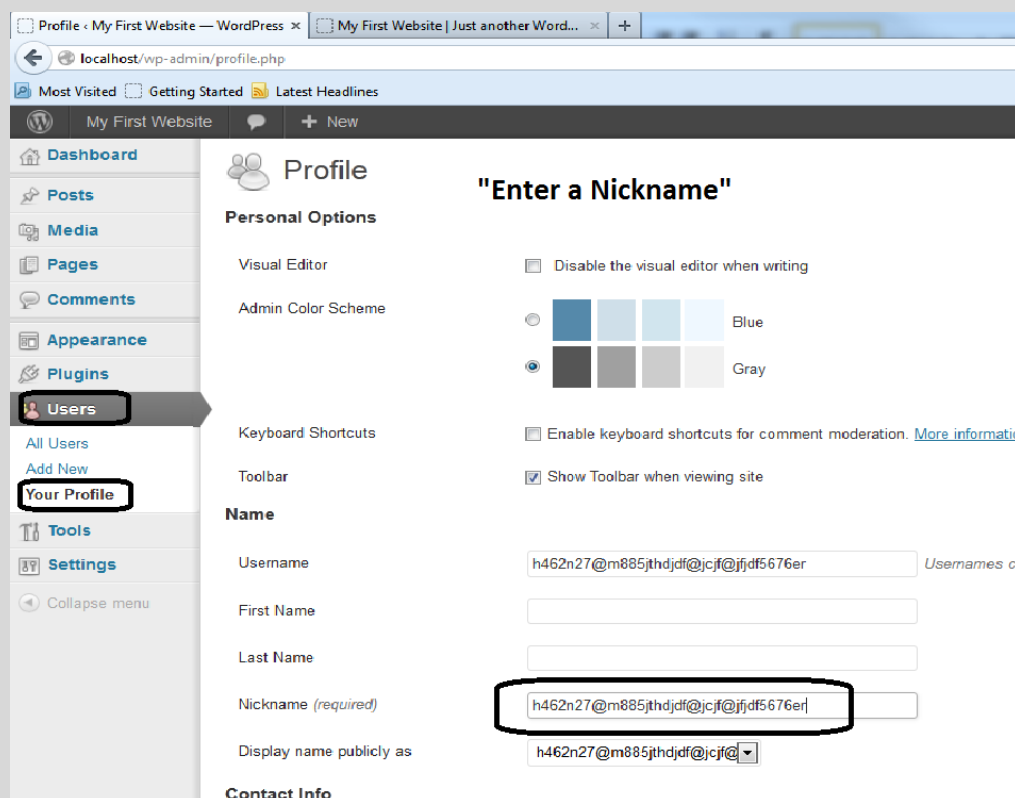 Profile ‹ My First Website — WordPress ×
My First Website | Just another Word... ×
+
localhost/wp-admin/profile.php
Most Visited Getting Started Latest Headlines
My First Website + New
Dashboard
Posts
Media
Pages
Comments
Appearance
Plugins
Users
All Users
Add New
Your Profile
Tools
Settings
Collapse menu
Profile
"Enter a Nickname"
Personal Options
Visual Editor Disable the visual editor when writing
Admin Color Scheme
Blue
Gray
Keyboard Shortcuts Enable keyboard shortcuts for comment moderation. More informati
Toolbar Show Toolbar when viewing site
Name
Username h462n27@m885jthdjdf@jcjf@jfjdf5676er Usernames c
First Name
Last Name
Nickname (required) h462n27@m885jthdjdf@jcjf@jfjdf5676er
Display name publicly as h462n27@m885jthdjdf@jcjf@
Contact Info